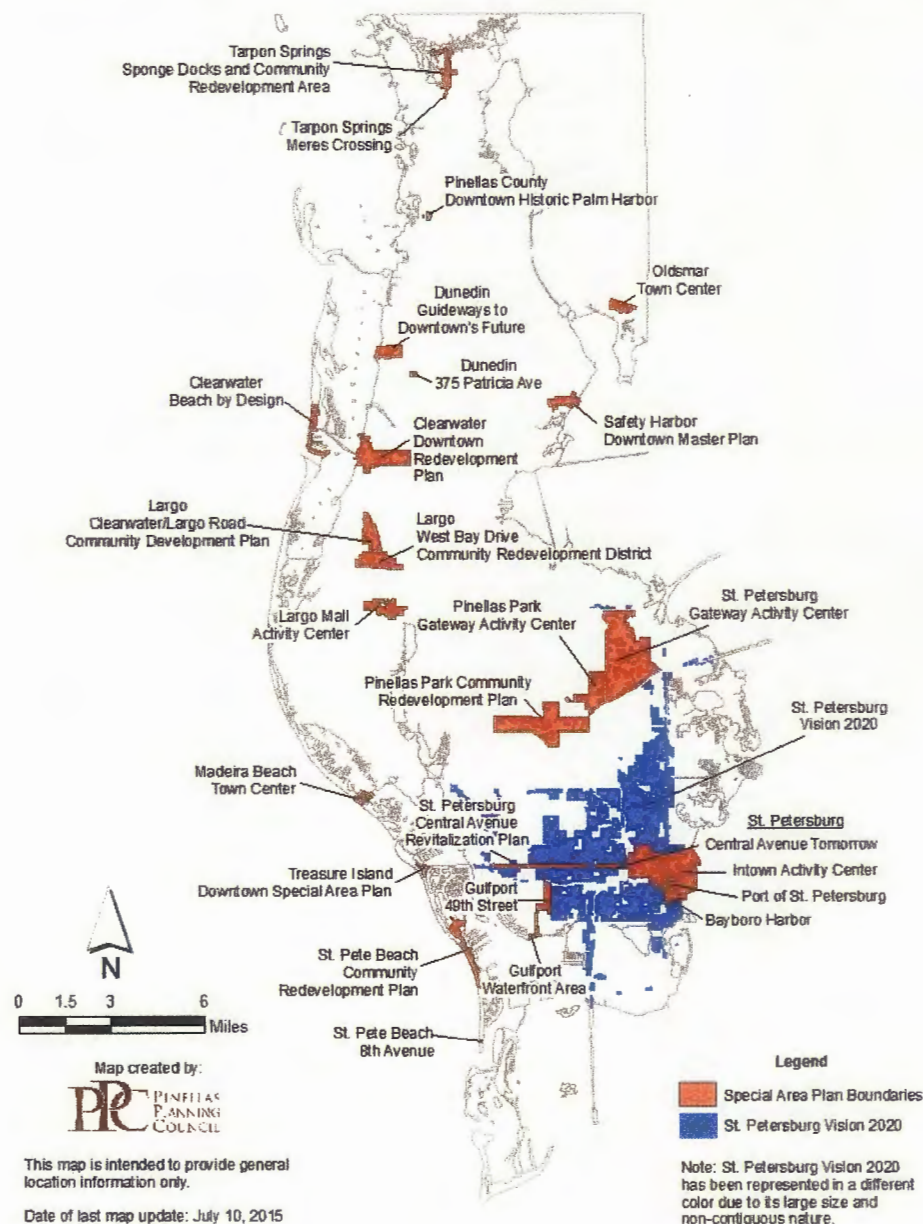 Tarpon Springs
Sponge Docks and Community
Redevelopment Area
Tarpon Springs
Meres Crossing
Pinellas County
Downtown Historic Palm Harbor
Oldsmar
Town Center
Dunedin
Guideways to
Downtown's Future
Dunedin
375 Patricia Ave
Clearwater
Beach by Design
Clearwater
Downtown
Redevelopment
Plan
Safety Harbor
Downtown Master Plan
Largo
Clearwater/Largo Road
Community Development Plan
Largo
West Bay Drive
Community Redevelopment District
St. Petersburg
Gateway Activity Center
Largo Mall
Activity Center
Pinellas Park
Gateway Activity Center
Pinellas Park Community
Redevelopment Plan
St. Petersburg
Vision 2020
Madeira Beach
Town Center
St. Petersburg
Central Avenue
Revitalization Plan
St. Petersburg
Central Avenue Tomorrow
Intown Activity Center
Port of St. Petersburg
Bayboro Harbor
Treasure Island
Downtown Special Area Plan
Gulfport
49th Street
St. Pete Beach
Community
Redevelopment Plan
Gulfport
Waterfront Area
St. Pete Beach
8th Avenue
N
0 1.5 3 6
Miles
Map created by:
PPC PINELLAS
PLANNING
COUNCIL
This map is intended to provide general
location information only.
Date of last map update: July 10, 2015
Legend
Special Area Plan Boundaries
St. Petersburg Vision 2020
Note: St. Petersburg Vision 2020
has been represented in a different
color due to its large size and
non-contiguous nature.